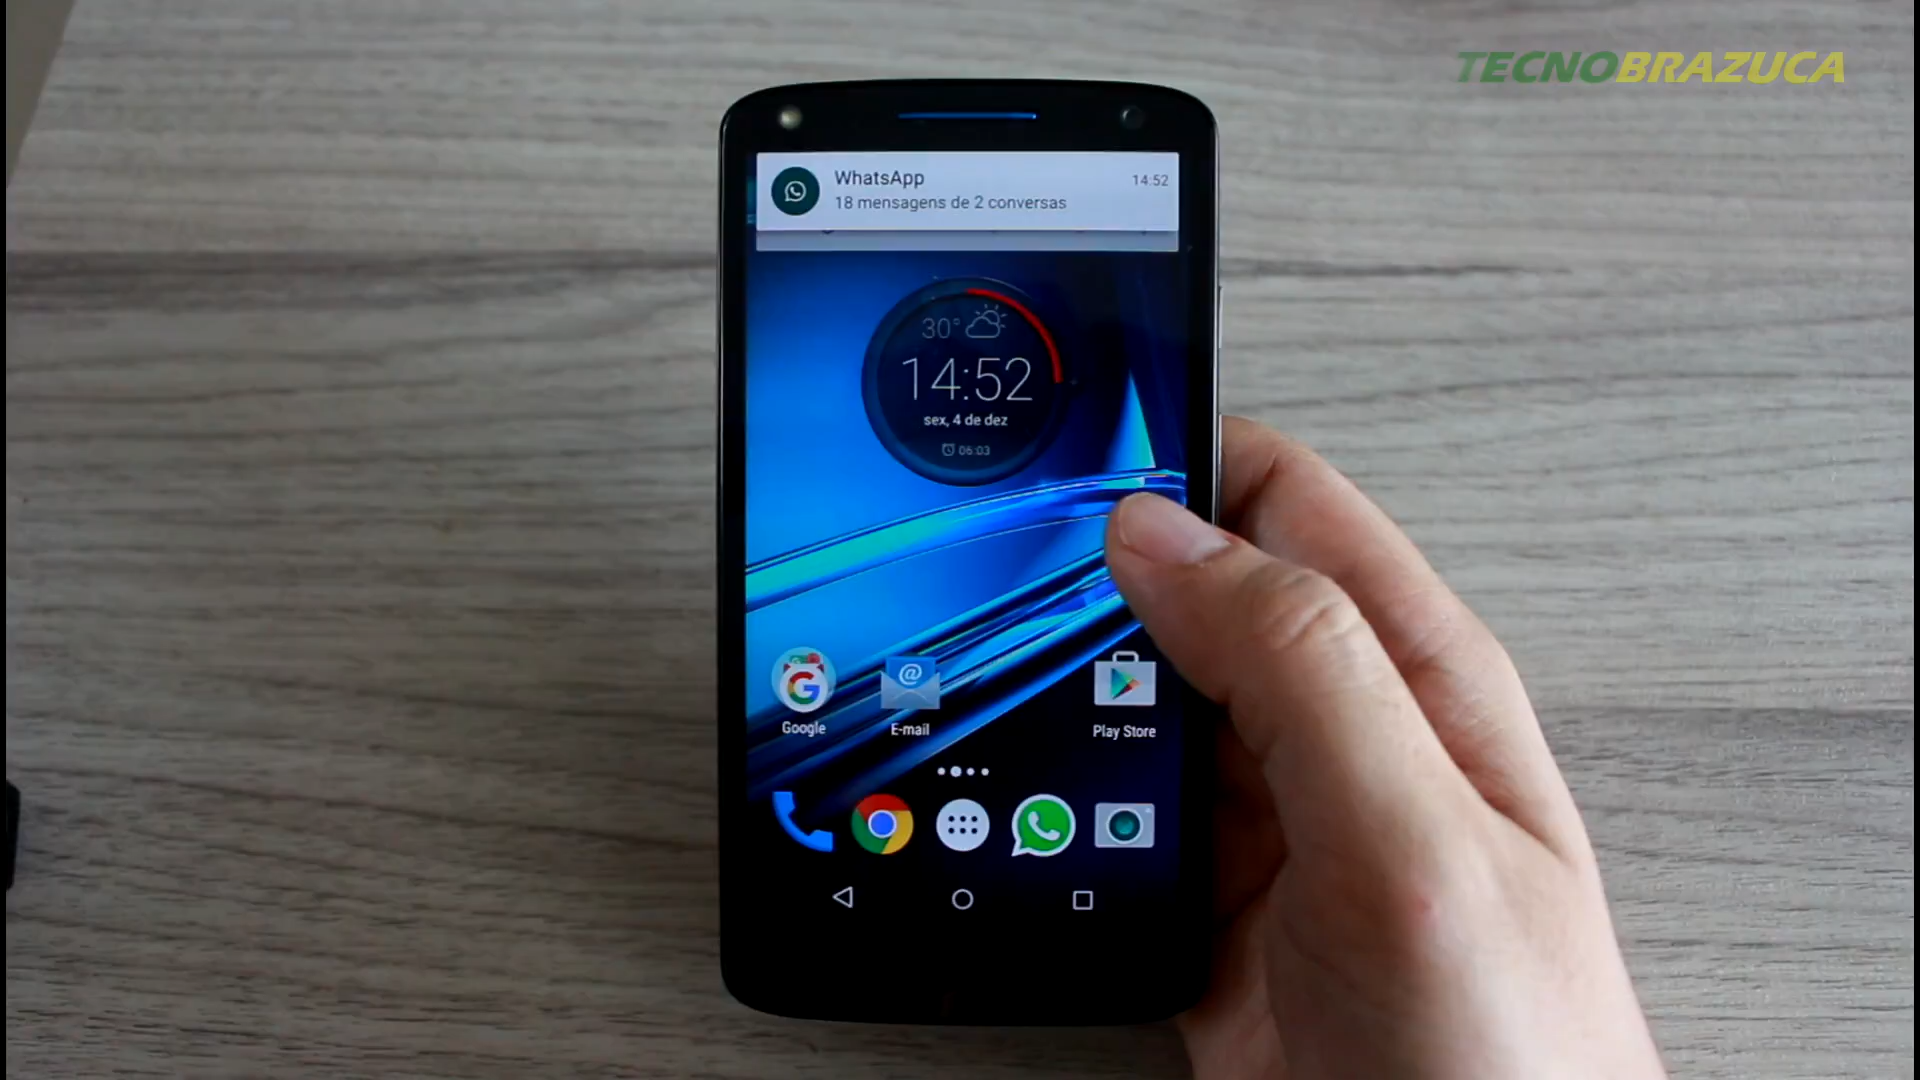 TECNOBRAZUCA
WhatsApp
14:52
18 mensagens de 2 conversas
30°
14:52
sex, 4 de dez
06:03
Google
E-mail
Play Store